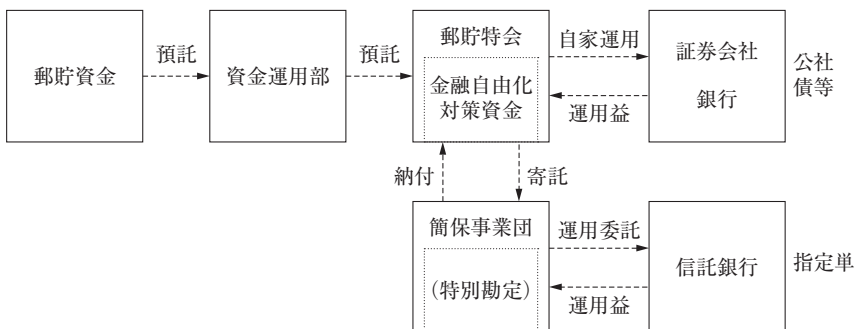 郵貯資金
預託
資金運用部
預託
郵貯特会
金融自由化
対策資金
自家運用
運用益
証券会社
銀行
公社
債等
納付
寄託
簡保事業団
(特別勘定)
運用委託
運用益
信託銀行
指定単